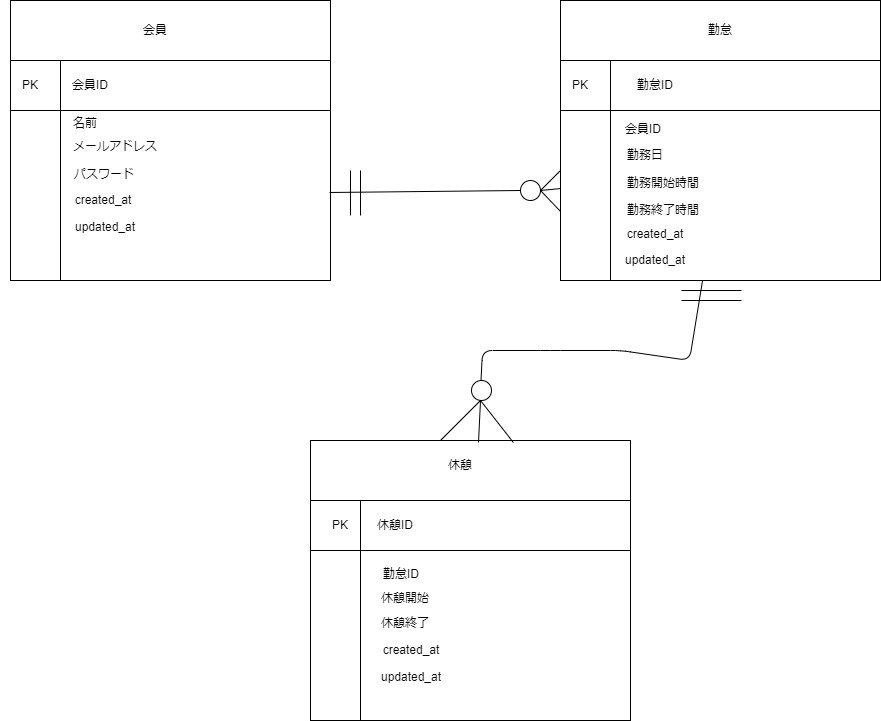 会員
PK 会員ID
名前
メールアドレス
パスワード
created_at
updated_at
勤怠
PK 勤怠ID
会員ID
勤務日
勤務開始時間
勤務終了時間
created_at
updated_at
休憩
PK 休憩ID
勤怠ID
休憩開始
休憩終了
created_at
updated_at